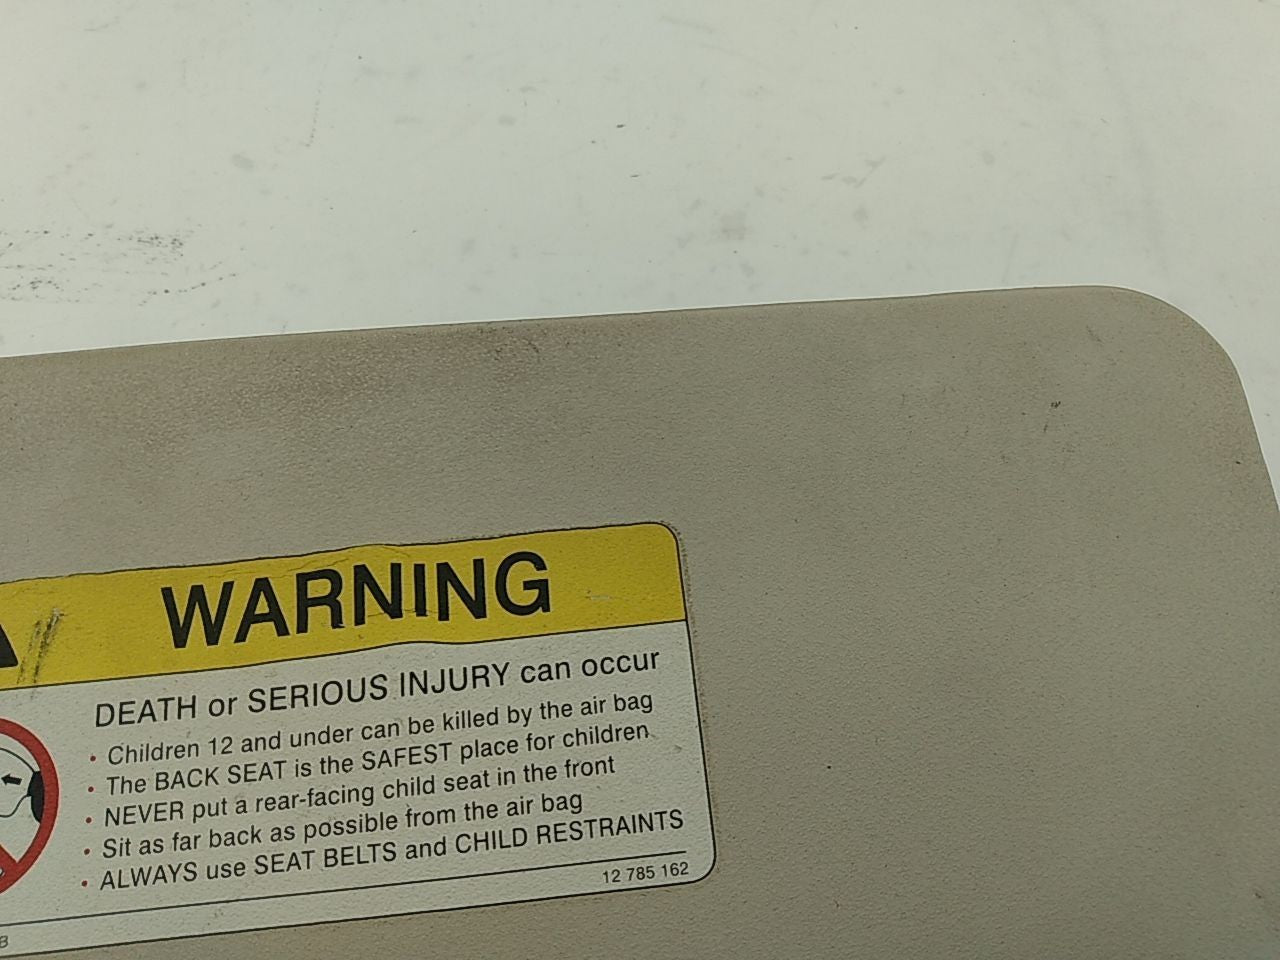 WARNING
DEATH or SERIOUS INJURY can occur
• Children 12 and under can be killed by the air bag
• The BACK SEAT is the SAFEST place for children
• NEVER put a rear-facing child seat in the front
• Sit as far back as possible from the air bag
• ALWAYS use SEAT BELTS and CHILD RESTRAINTS
12 785 162
B